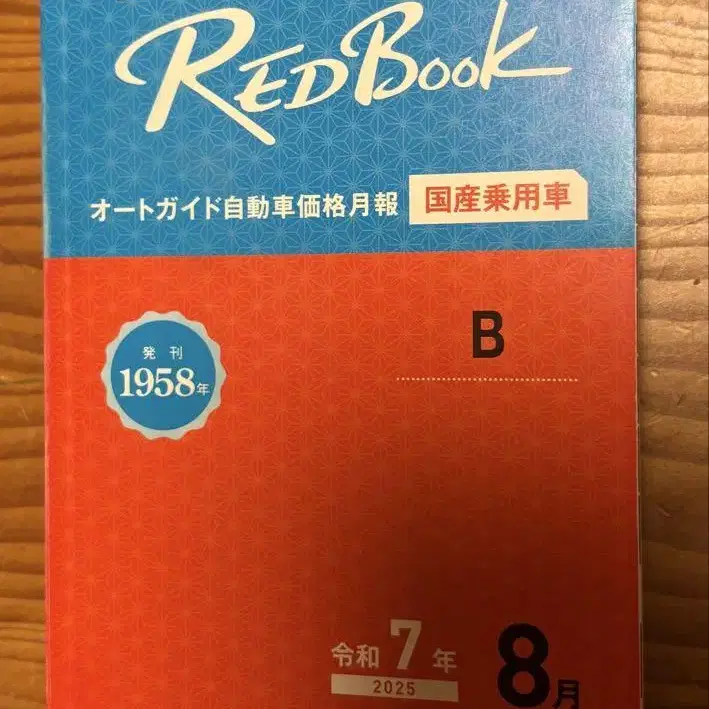 REDBOOK
オートガイド自動車価格月報 国産乗用車
B
発刊
1958年
令和7年 8月
2025